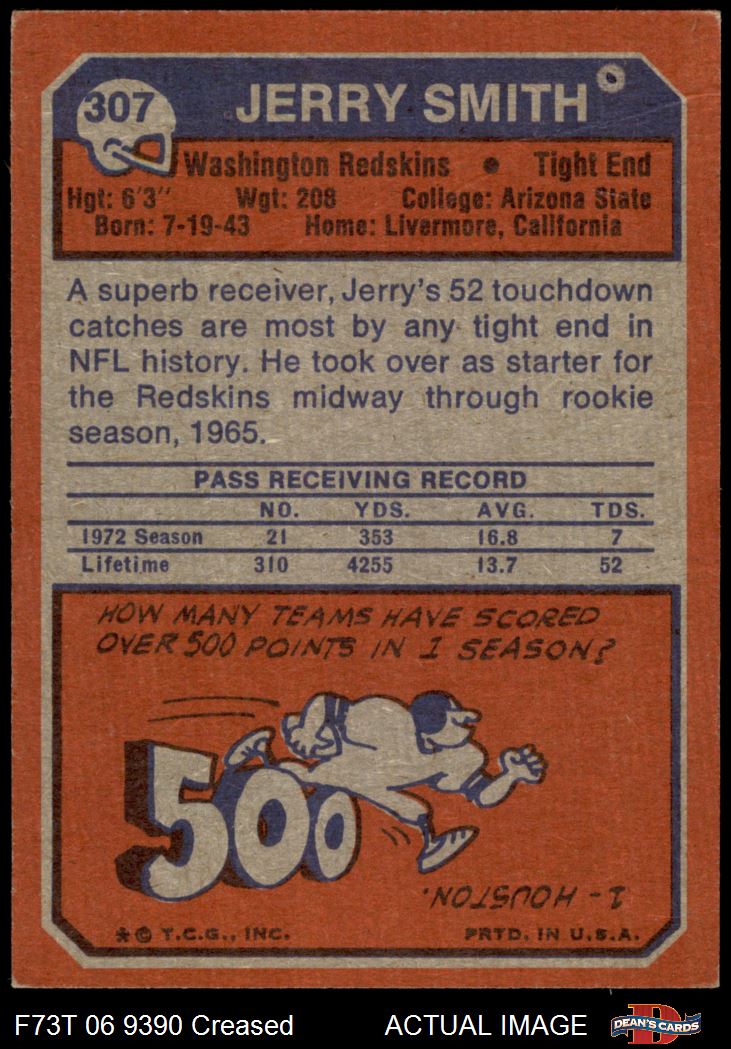 307
JERRY SMITH
Washington Redskins • Tight End
Hgt: 6'3" Wgt: 208 College: Arizona State
Born: 7-19-43 Home: Livermore, California
A superb receiver, Jerry's 52 touchdown
catches are most by any tight end in
NFL history. He took over as starter for
the Redskins midway through rookie
season, 1965.
PASS RECEIVING RECORD
NO. YDS. AVG. TDS.
1972 Season 21 353 16.8 7
Lifetime 310 4255 13.7 52
HOW MANY TEAMS HAVE SCORED
OVER 500 POINTS IN 1 SEASON?
500
1 - HOUSTON.
* © T.C.G., INC. PRTD. IN U.S.A.
F73T 06 9390 Creased ACTUAL IMAGE
D
DEAN'S CARDS